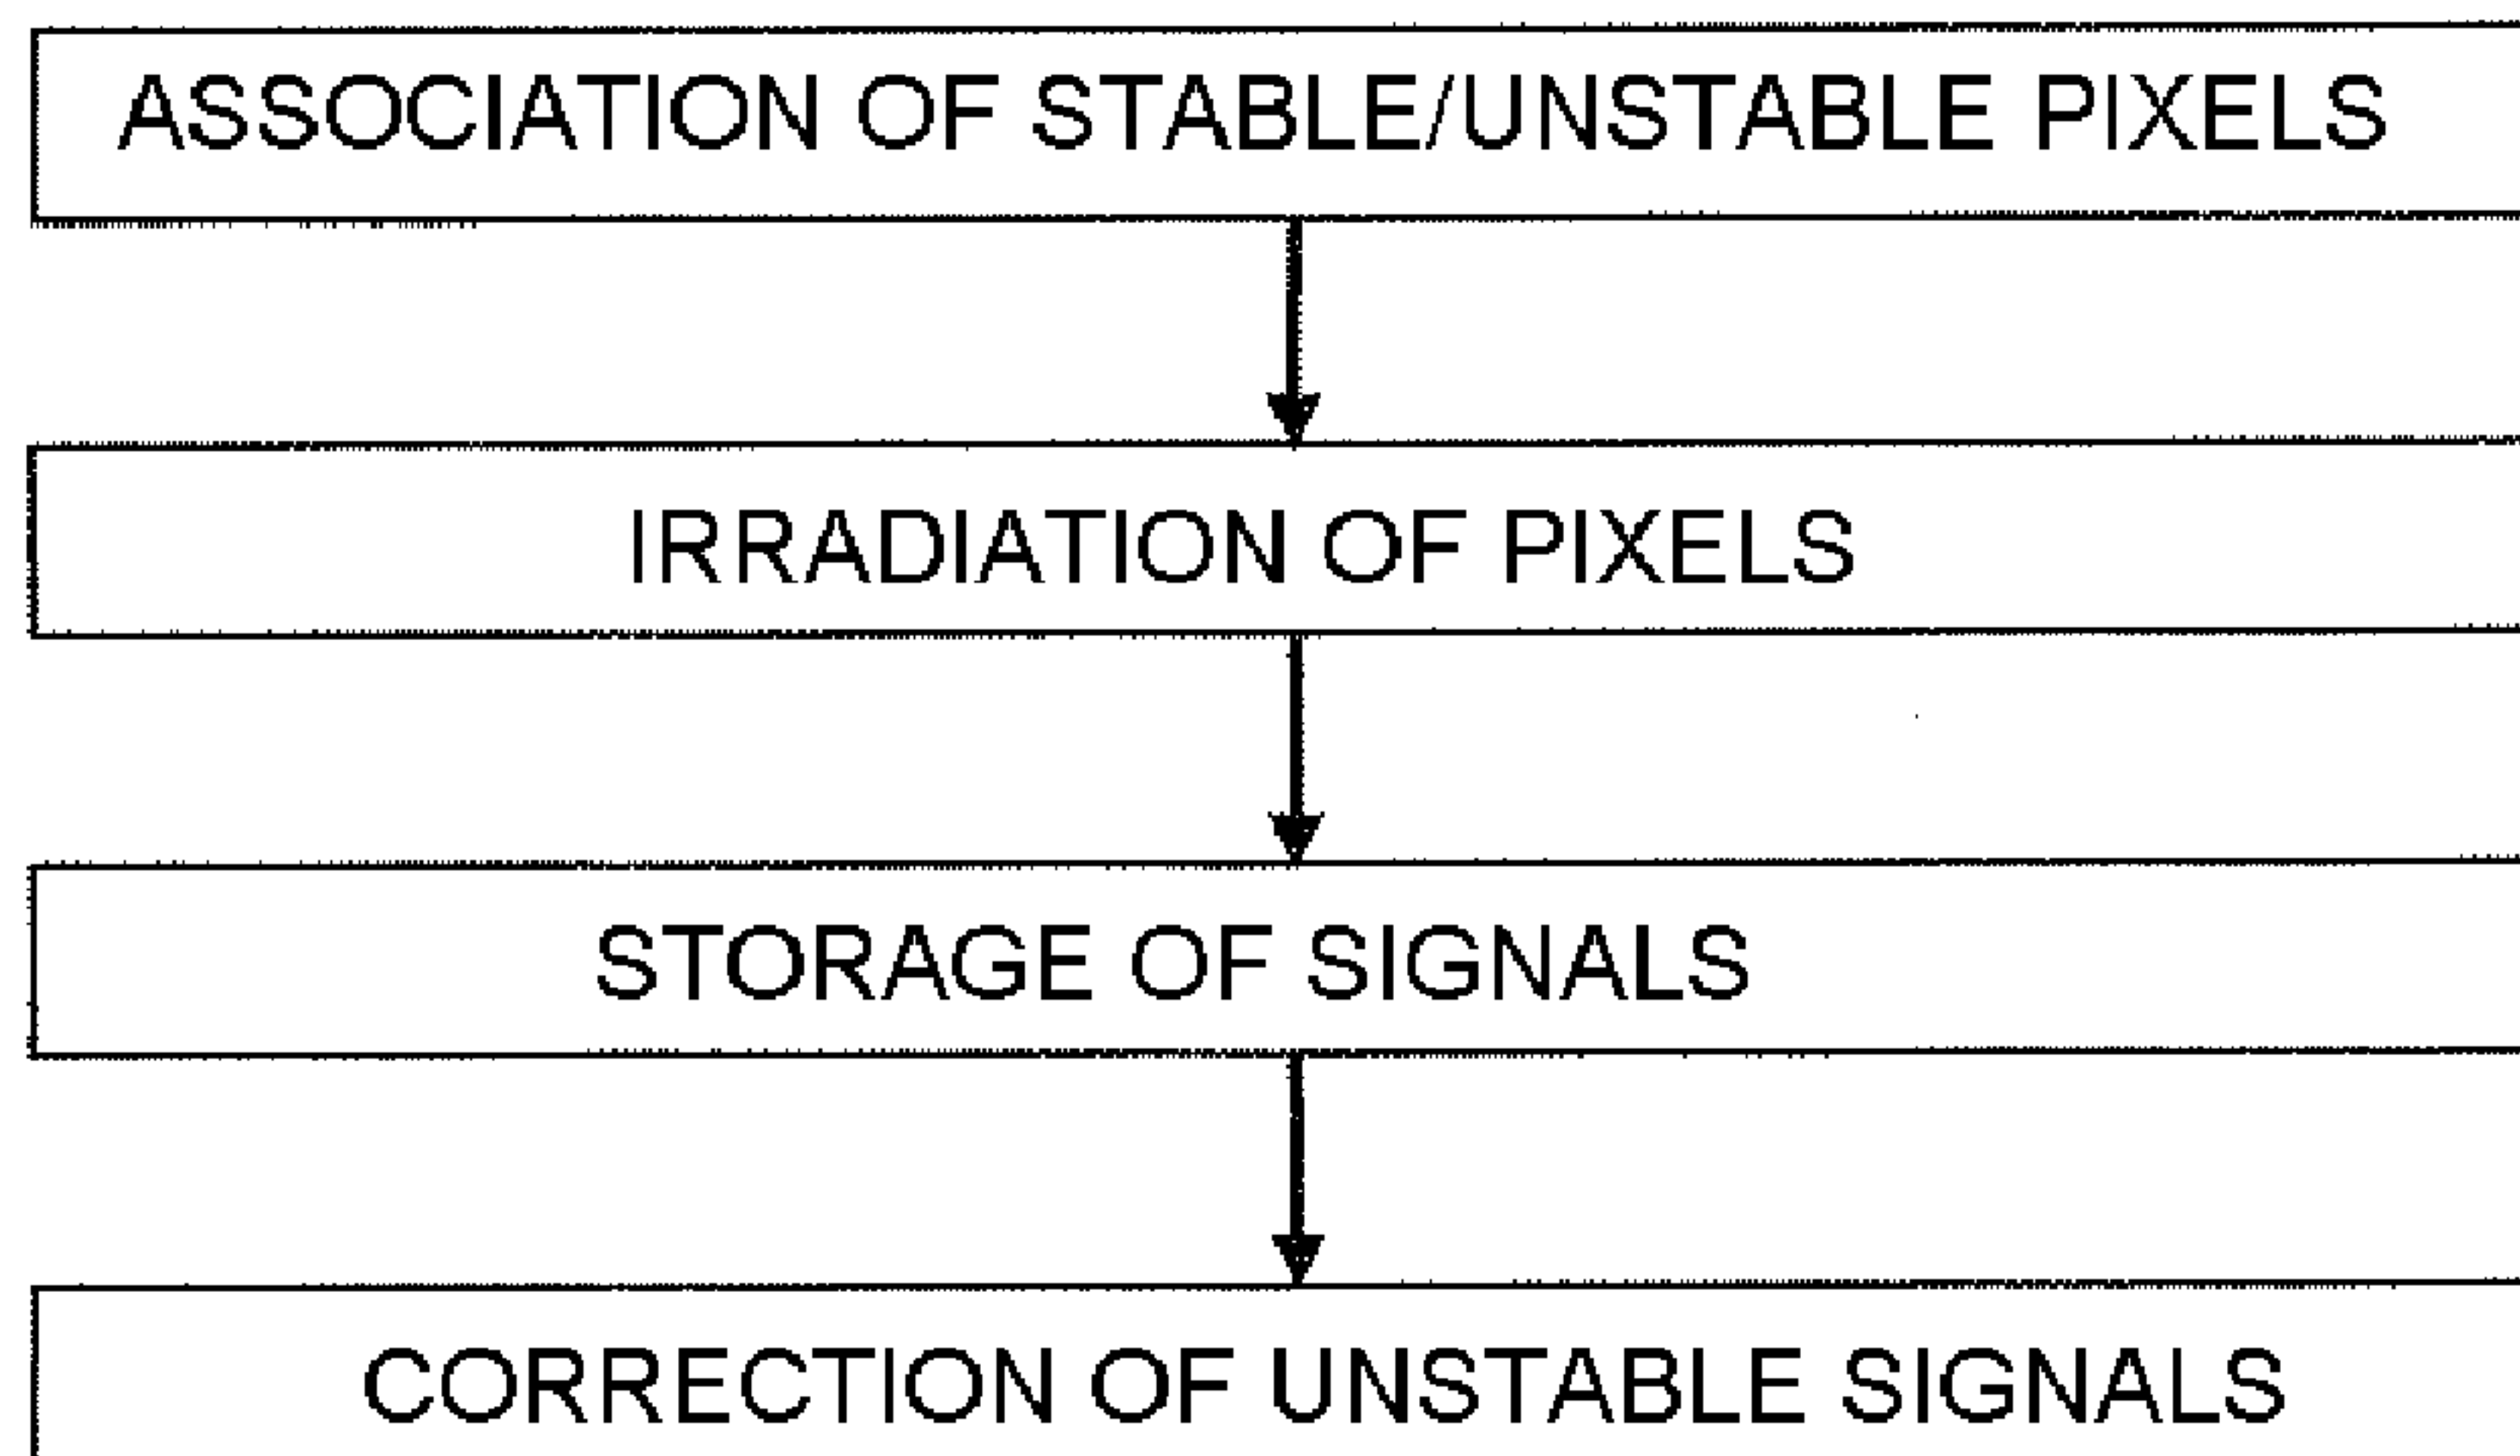 ASSOCIATION OF STABLE/UNSTABLE PIXELS
IRRADIATION OF PIXELS
STORAGE OF SIGNALS
CORRECTION OF UNSTABLE SIGNALS